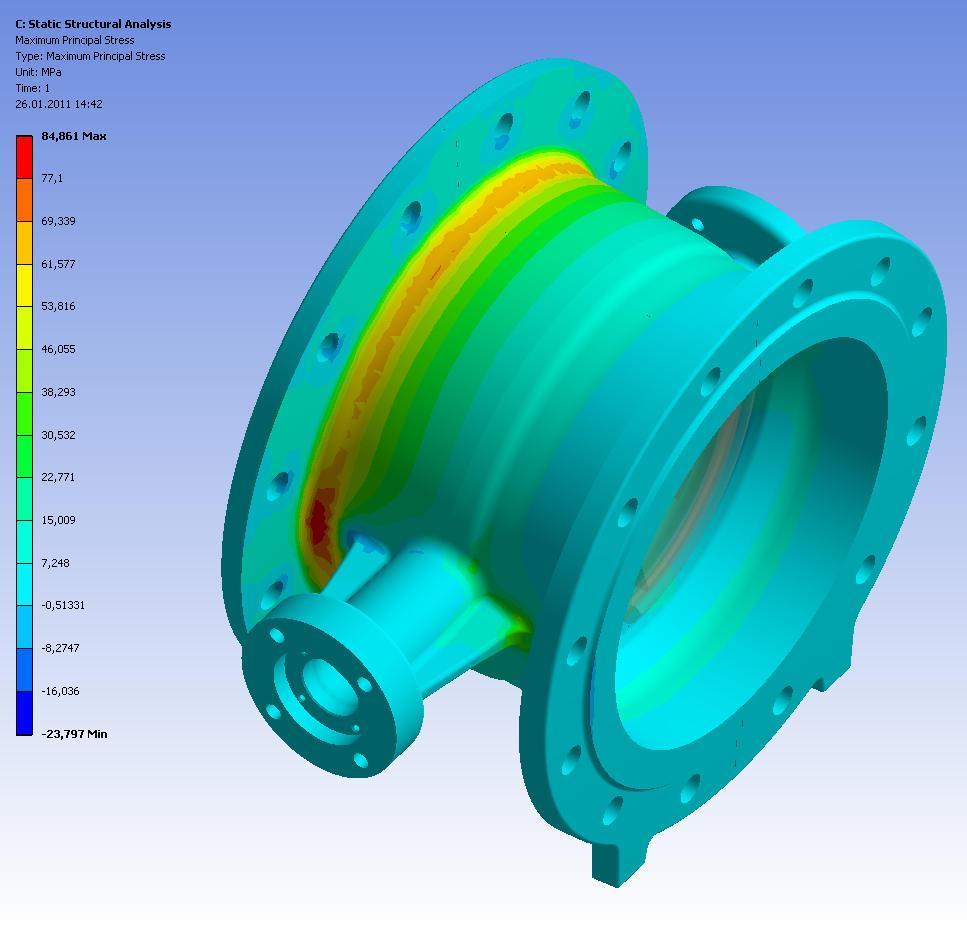 C: Static Structural Analysis
Maximum Principal Stress
Type: Maximum Principal Stress
Unit: MPa
Time: 1
26.01.2011 14:42
84,861 Max
77,1
69,339
61,577
53,816
46,055
38,293
30,532
22,771
15,009
7,248
-0,51331
-8,2747
-16,036
-23,797 Min